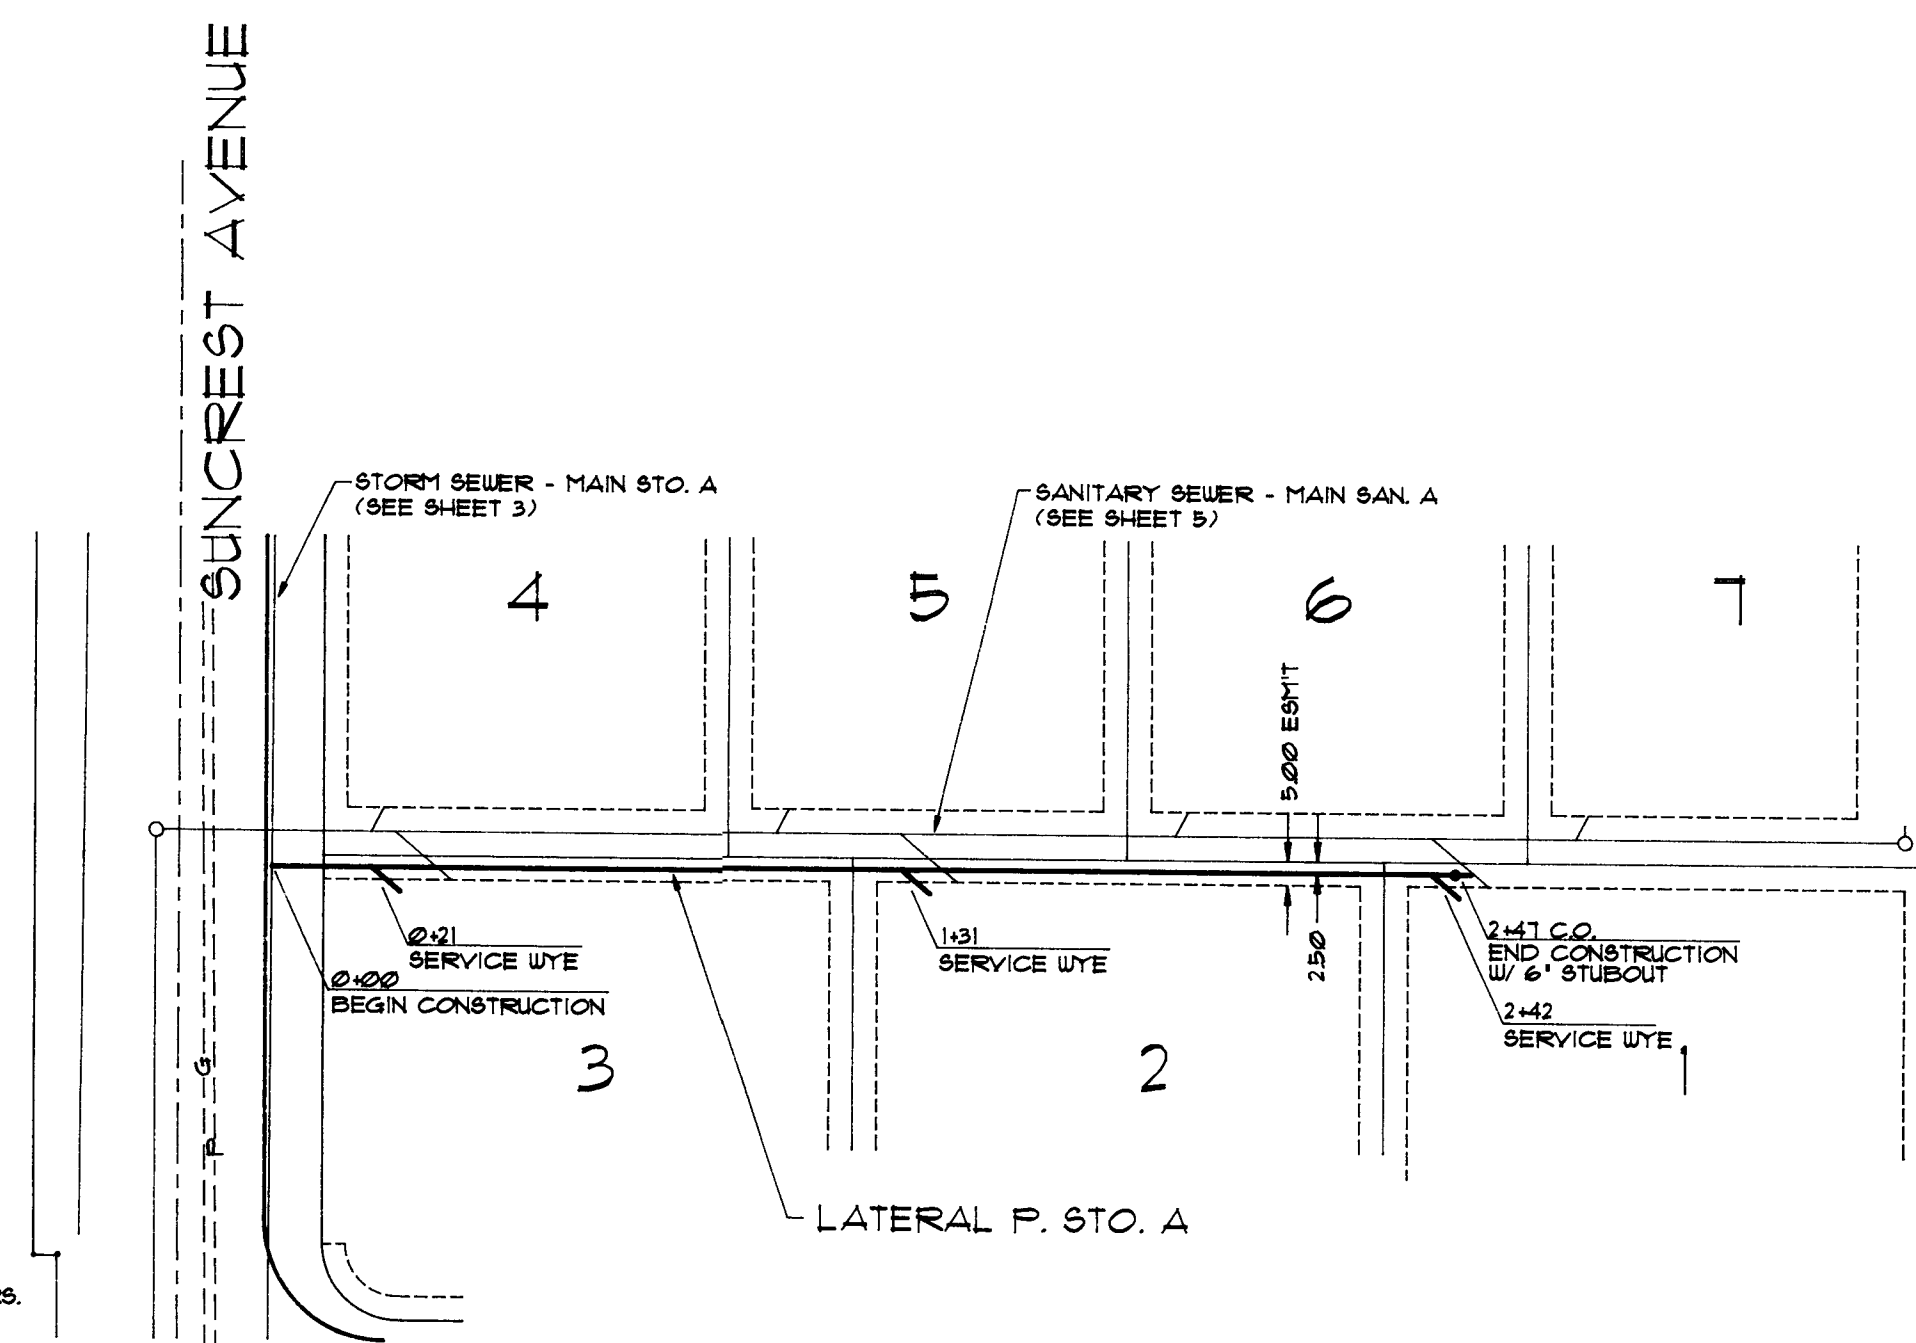 SUNCREST AVENUE
STORM SEWER - MAIN STO. A
(SEE SHEET 3)
SANITARY SEWER - MAIN SAN. A
(SEE SHEET 5)
4
5
6
7
5.00 ESM'T
2.50
G
0+21
SERVICE WYE
0+00
BEGIN CONSTRUCTION
1+31
SERVICE WYE
2+47 C.O.
END CONSTRUCTION
W/ 6' STUBOUT
2+42
SERVICE WYE
3
2
1
G
P
LATERAL P. STO. A